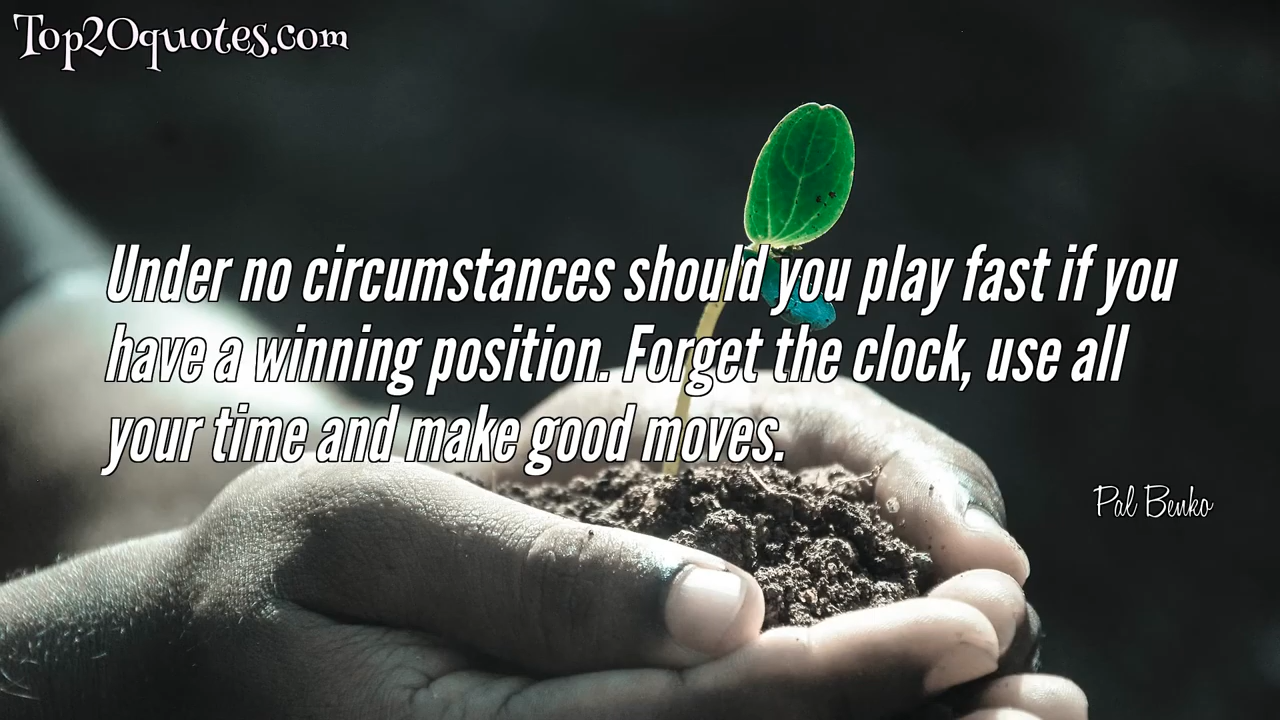 Top20quotes.com
Under no circumstances should you play fast if you
have a winning position. Forget the clock, use all
your time and make good moves.
Pal Benko